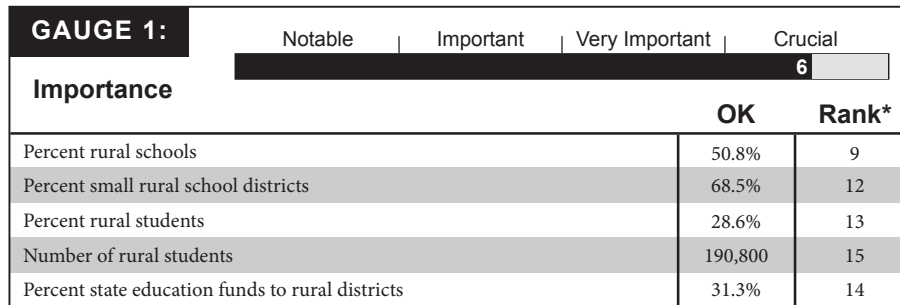 GAUGE 1:
Notable Important Very Important Crucial
6
Importance
OK Rank*
Percent rural schools 50.8% 9
Percent small rural school districts 68.5% 12
Percent rural students 28.6% 13
Number of rural students 190,800 15
Percent state education funds to rural districts 31.3% 14